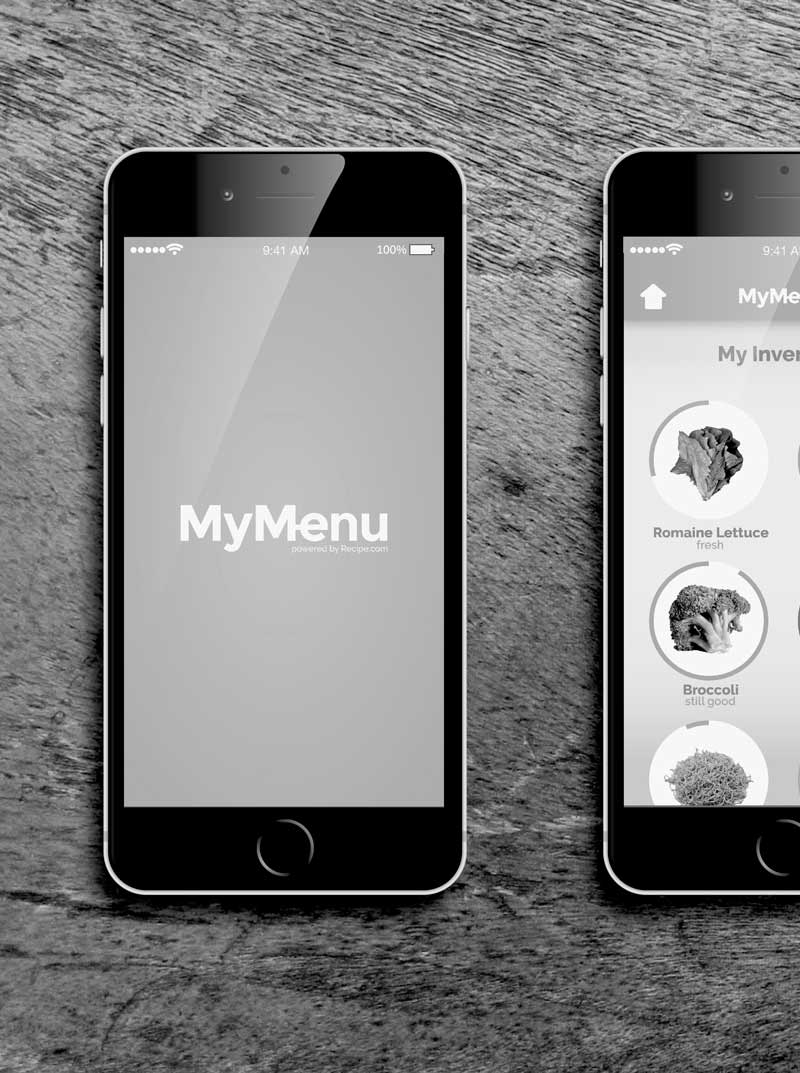 9:41 AM 100%
MyMenu
powered by Recipe.com
9:41 A
MyMe
My Inven
Romaine Lettuce
fresh
Broccoli
still good